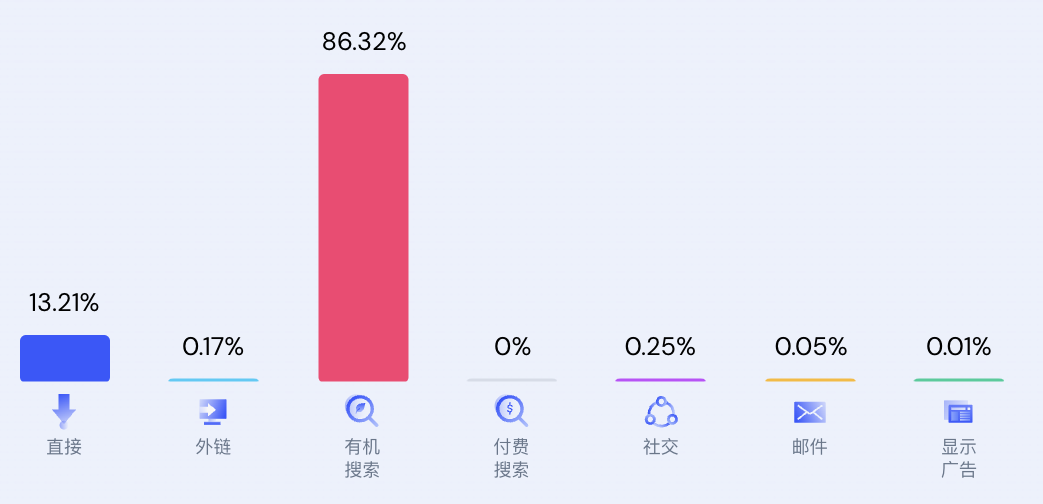 86.32%
13.21%
0.17%
0%
0.25%
0.05%
0.01%
直接
外链
有机
搜索
付费
搜索
社交
邮件
显示
广告